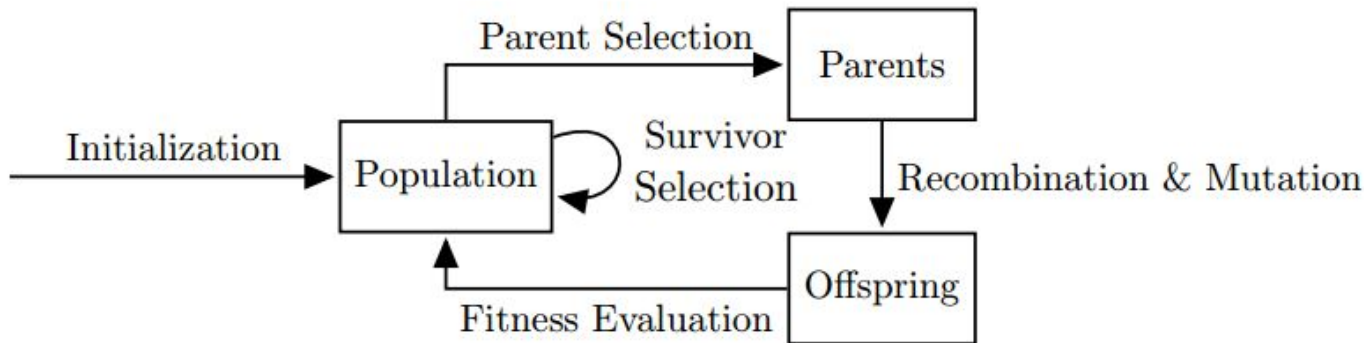 Parent Selection
Parents
Initialization
Population
Survivor
Selection
Recombination & Mutation
Offspring
Fitness Evaluation